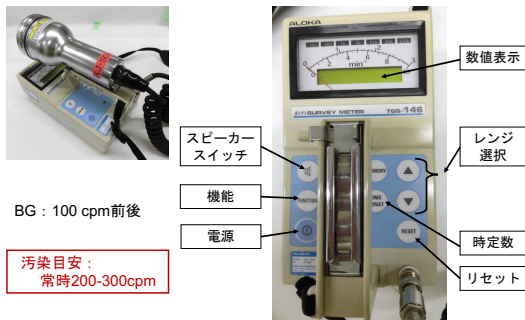 ALOKA
min⁻¹
β(γ) SURVEY METER TGS-146
数値表示
スピーカー
スイッチ
レンジ
選択
機能
FUNCTION
電源
RESET
時定数
リセット
BG:100 cpm前後
汚染目安:
常時200-300cpm